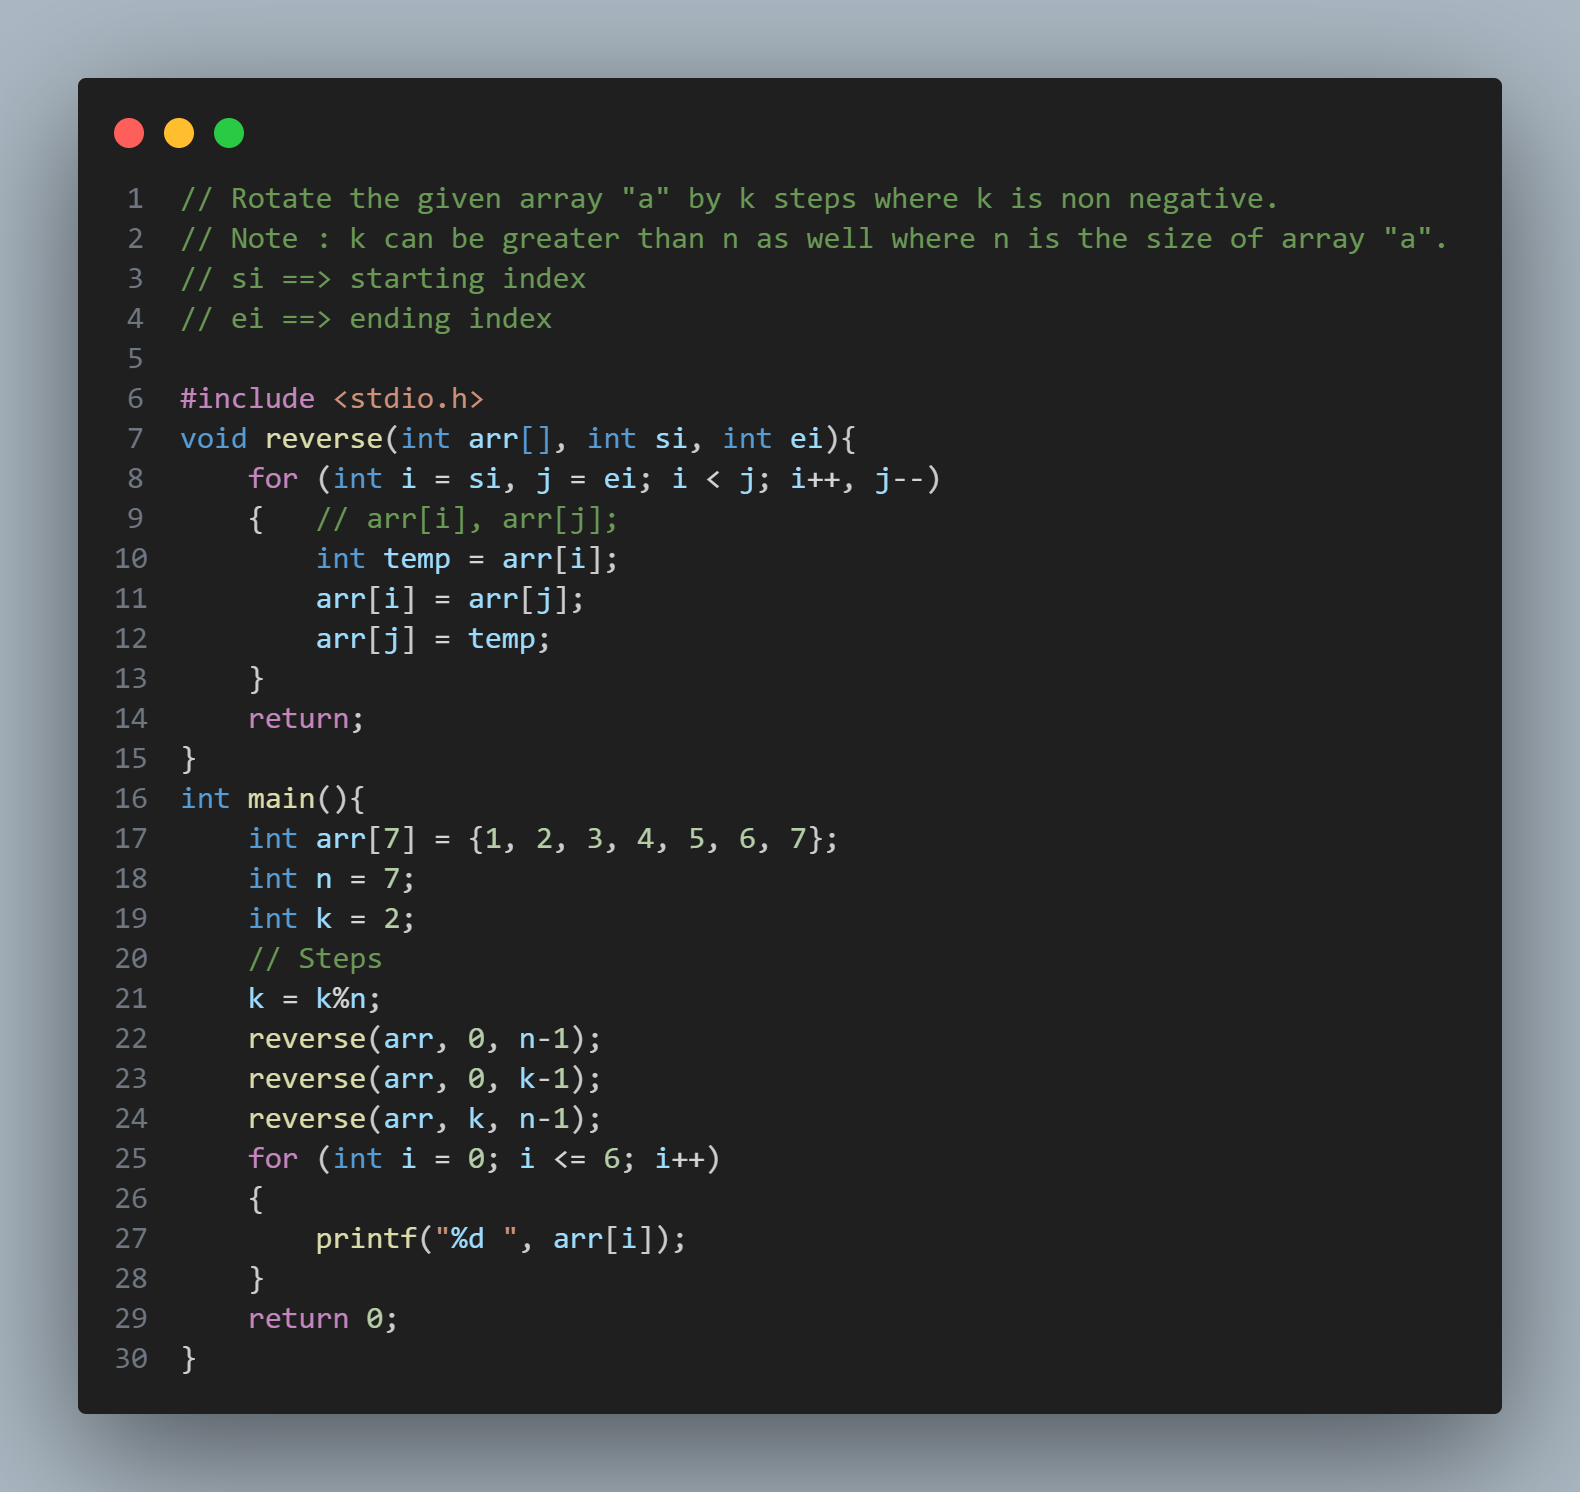 1 // Rotate the given array "a" by k steps where k is non negative.
2 // Note : k can be greater than n as well where n is the size of array "a".
3 // si ==> starting index
4 // ei ==> ending index
5
6 #include <stdio.h>
7 void reverse(int arr[], int si, int ei){
8     for (int i = si, j = ei; i < j; i++, j--)
9     {   // arr[i], arr[j];
10         int temp = arr[i];
11         arr[i] = arr[j];
12         arr[j] = temp;
13     }
14     return;
15 }
16 int main(){
17     int arr[7] = {1, 2, 3, 4, 5, 6, 7};
18     int n = 7;
19     int k = 2;
20     // Steps
21     k = k%n;
22     reverse(arr, 0, n-1);
23     reverse(arr, 0, k-1);
24     reverse(arr, k, n-1);
25     for (int i = 0; i <= 6; i++)
26     {
27         printf("%d ", arr[i]);
28     }
29     return 0;
30 }